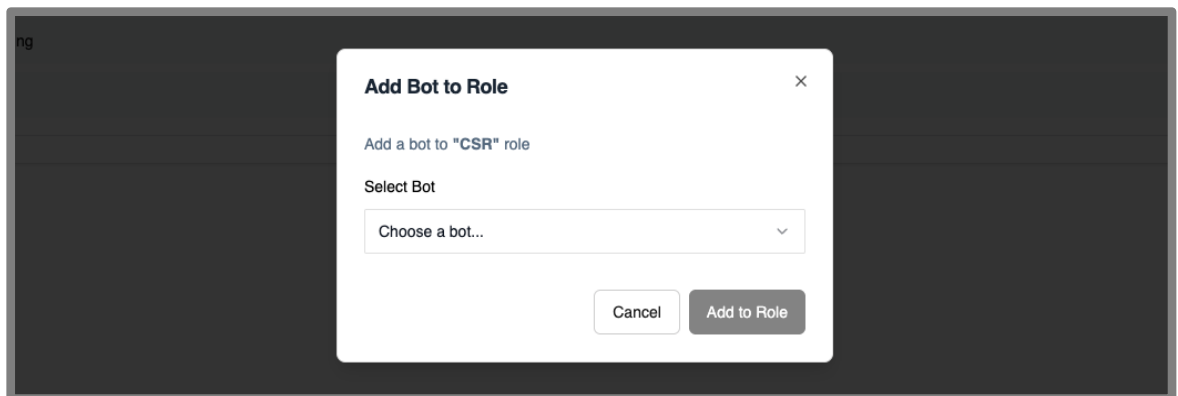 ng
Add Bot to Role
Add a bot to "CSR" role
Select Bot
Choose a bot...
Cancel
Add to Role